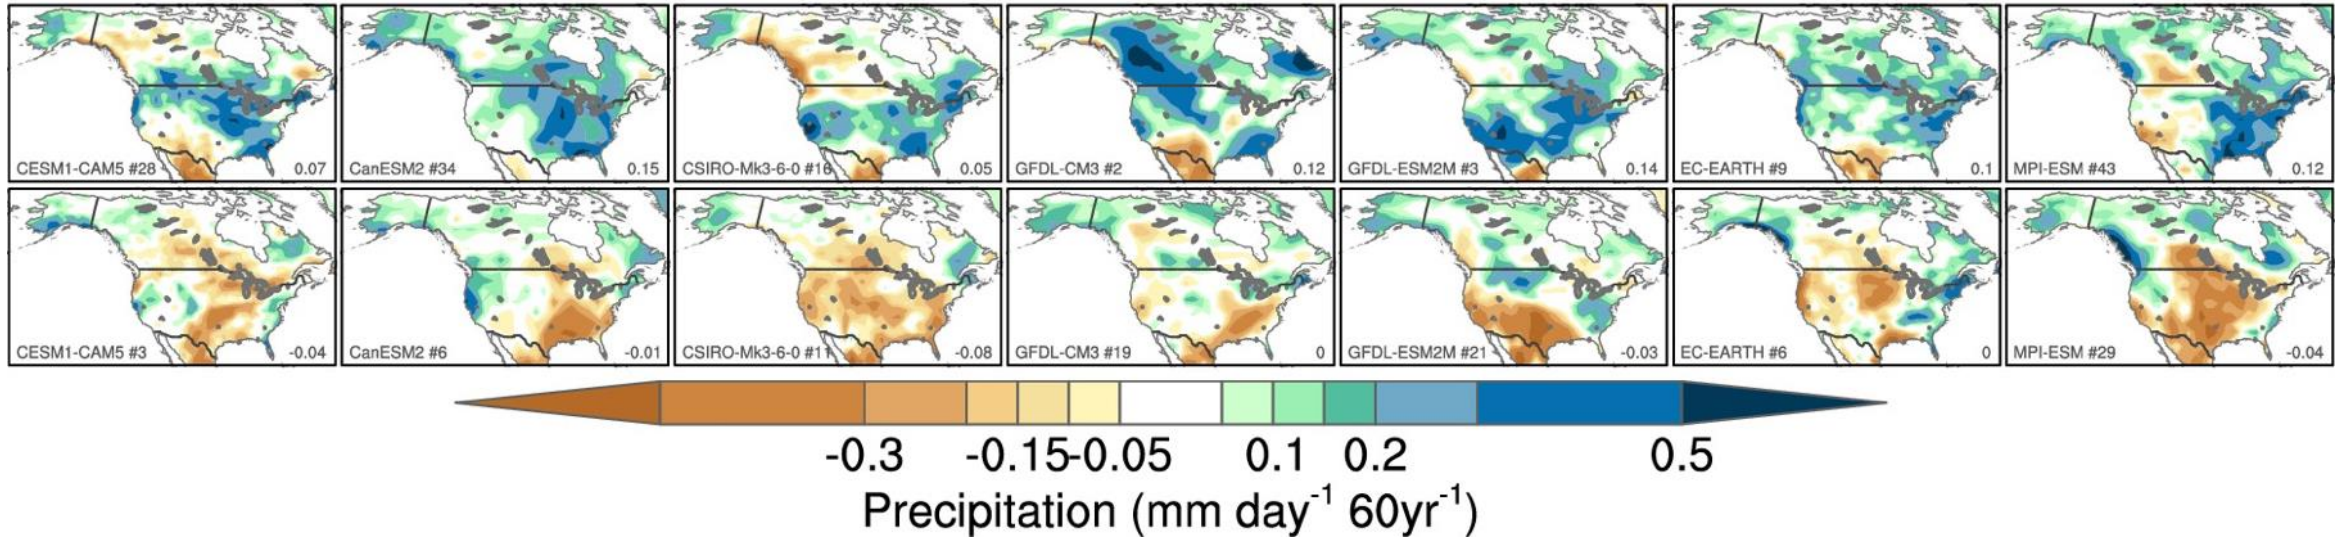 CESM1-CAM5 #28 0.07 CanESM2 #34 0.15 CSIRO-Mk3-6-0 #16 0.05 GFDL-CM3 #2 0.12 GFDL-ESM2M #3 0.14 EC-EARTH #9 0.1 MPI-ESM #43 0.12
CESM1-CAM5 #3 -0.04 CanESM2 #6 -0.01 CSIRO-Mk3-6-0 #11 -0.08 GFDL-CM3 #19 0 GFDL-ESM2M #21 -0.03 EC-EARTH #6 0 MPI-ESM #29 -0.04
-0.3 -0.15 -0.05 0.1 0.2 0.5
Precipitation (mm day⁻¹ 60yr⁻¹)